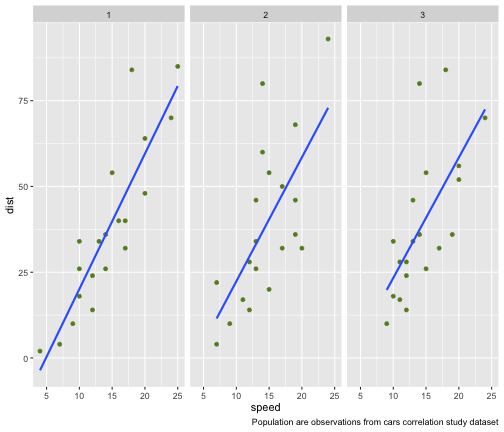 1 2 3
dist
75
50
25
0
5 10 15 20 25 5 10 15 20 25 5 10 15 20 25
speed
Population are observations from cars correlation study dataset